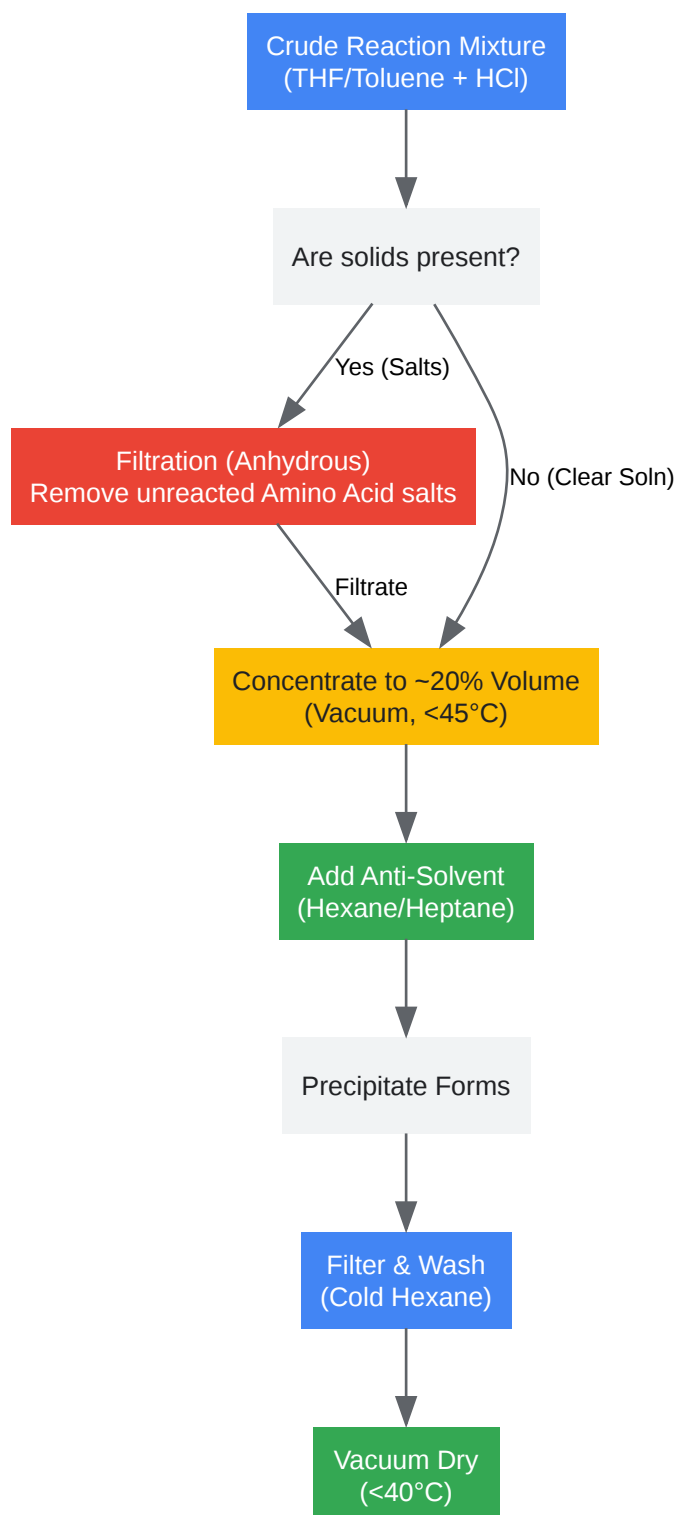 Crude Reaction Mixture
(THF/Toluene + HCl)
Are solids present?
Yes (Salts)
Filtration (Anhydrous)
Remove unreacted Amino Acid salts
No (Clear Soln)
Filtrate
Concentrate to ~20% Volume
(Vacuum, <45°C)
Add Anti-Solvent
(Hexane/Heptane)
Precipitate Forms
Filter & Wash
(Cold Hexane)
Vacuum Dry
(<40°C)